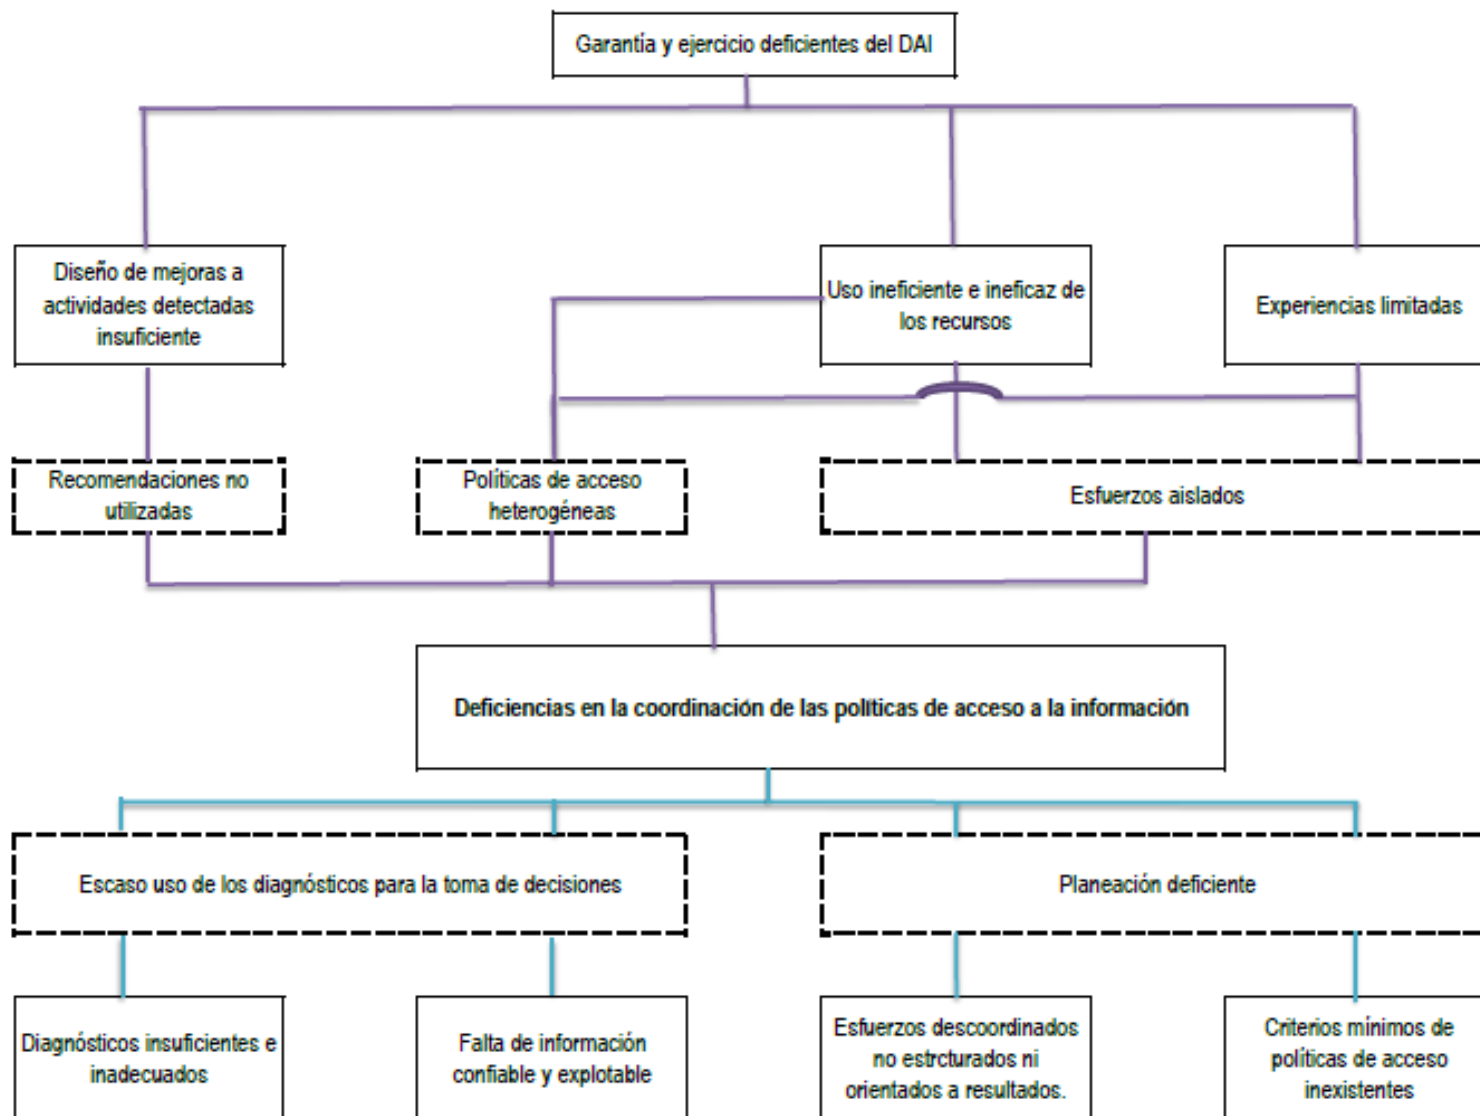 Garantía y ejercicio deficientes del DAI
Diseño de mejoras a
actividades detectadas
insuficiente
Uso ineficiente e ineficaz de
los recursos
Experiencias limitadas
Recomendaciones no
utilizadas
Políticas de acceso
heterogéneas
Esfuerzos aislados
Deficiencias en la coordinación de las políticas de acceso a la información
Escaso uso de los diagnósticos para la toma de decisiones
Planeación deficiente
Diagnósticos insuficientes e
inadecuados
Falta de información
confiable y explotable
Esfuerzos descoordinados
no estrcturados ni
orientados a resultados.
Criterios mínimos de
políticas de acceso
inexistentes